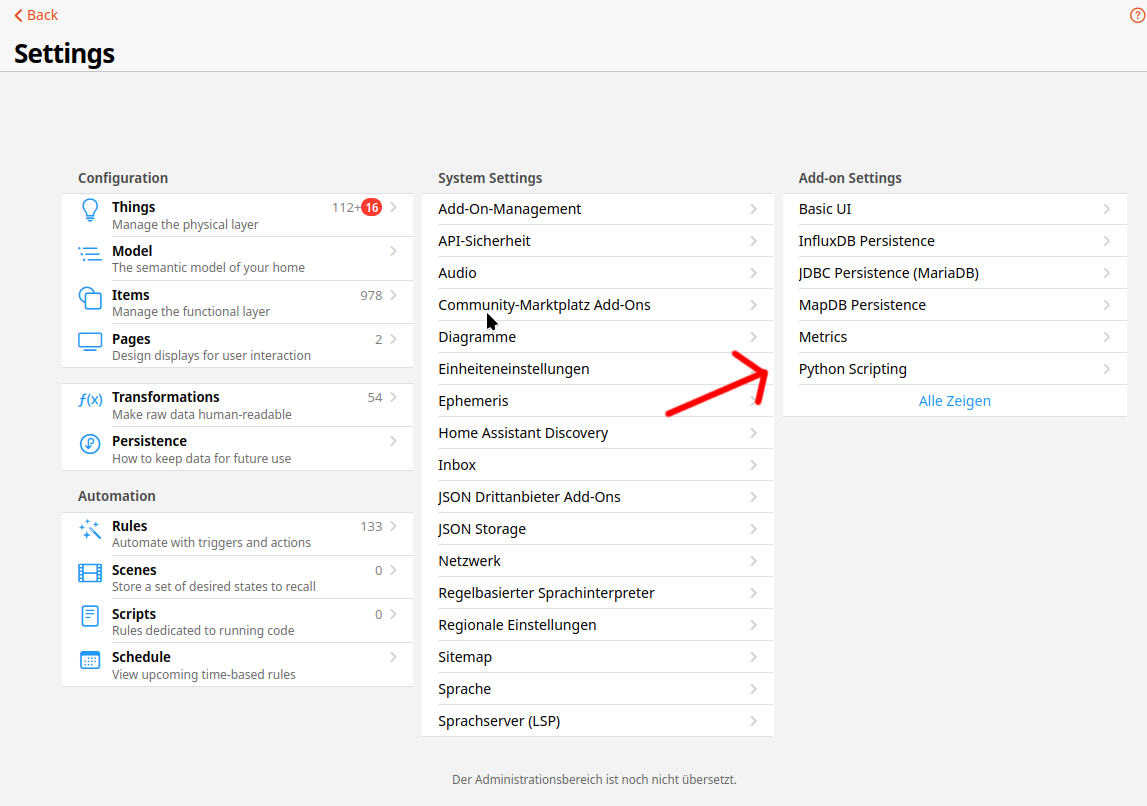 Back
?
Settings
Configuration
Things
112+16
Manage the physical layer
Model
The semantic model of your home
Items
978
Manage the functional layer
Pages
2
Design displays for user interaction
f(x)
Transformations
54
Make raw data human-readable
Persistence
How to keep data for future use
Automation
Rules
133
Automate with triggers and actions
Scenes
0
Store a set of desired states to recall
Scripts
0
Rules dedicated to running code
Schedule
View upcoming time-based rules
System Settings
Add-On-Management
API-Sicherheit
Audio
Community-Marktplatz Add-Ons
Diagramme
Einheiteneinstellungen
Ephemeris
Home Assistant Discovery
Inbox
JSON Drittanbieter Add-Ons
JSON Storage
Netzwerk
Regelbasierter Sprachinterpreter
Regionale Einstellungen
Sitemap
Sprache
Sprachserver (LSP)
Add-on Settings
Basic UI
InfluxDB Persistence
JDBC Persistence (MariaDB)
MapDB Persistence
Metrics
Python Scripting
Alle Zeigen
Der Administrationsbereich ist noch nicht übersetzt.